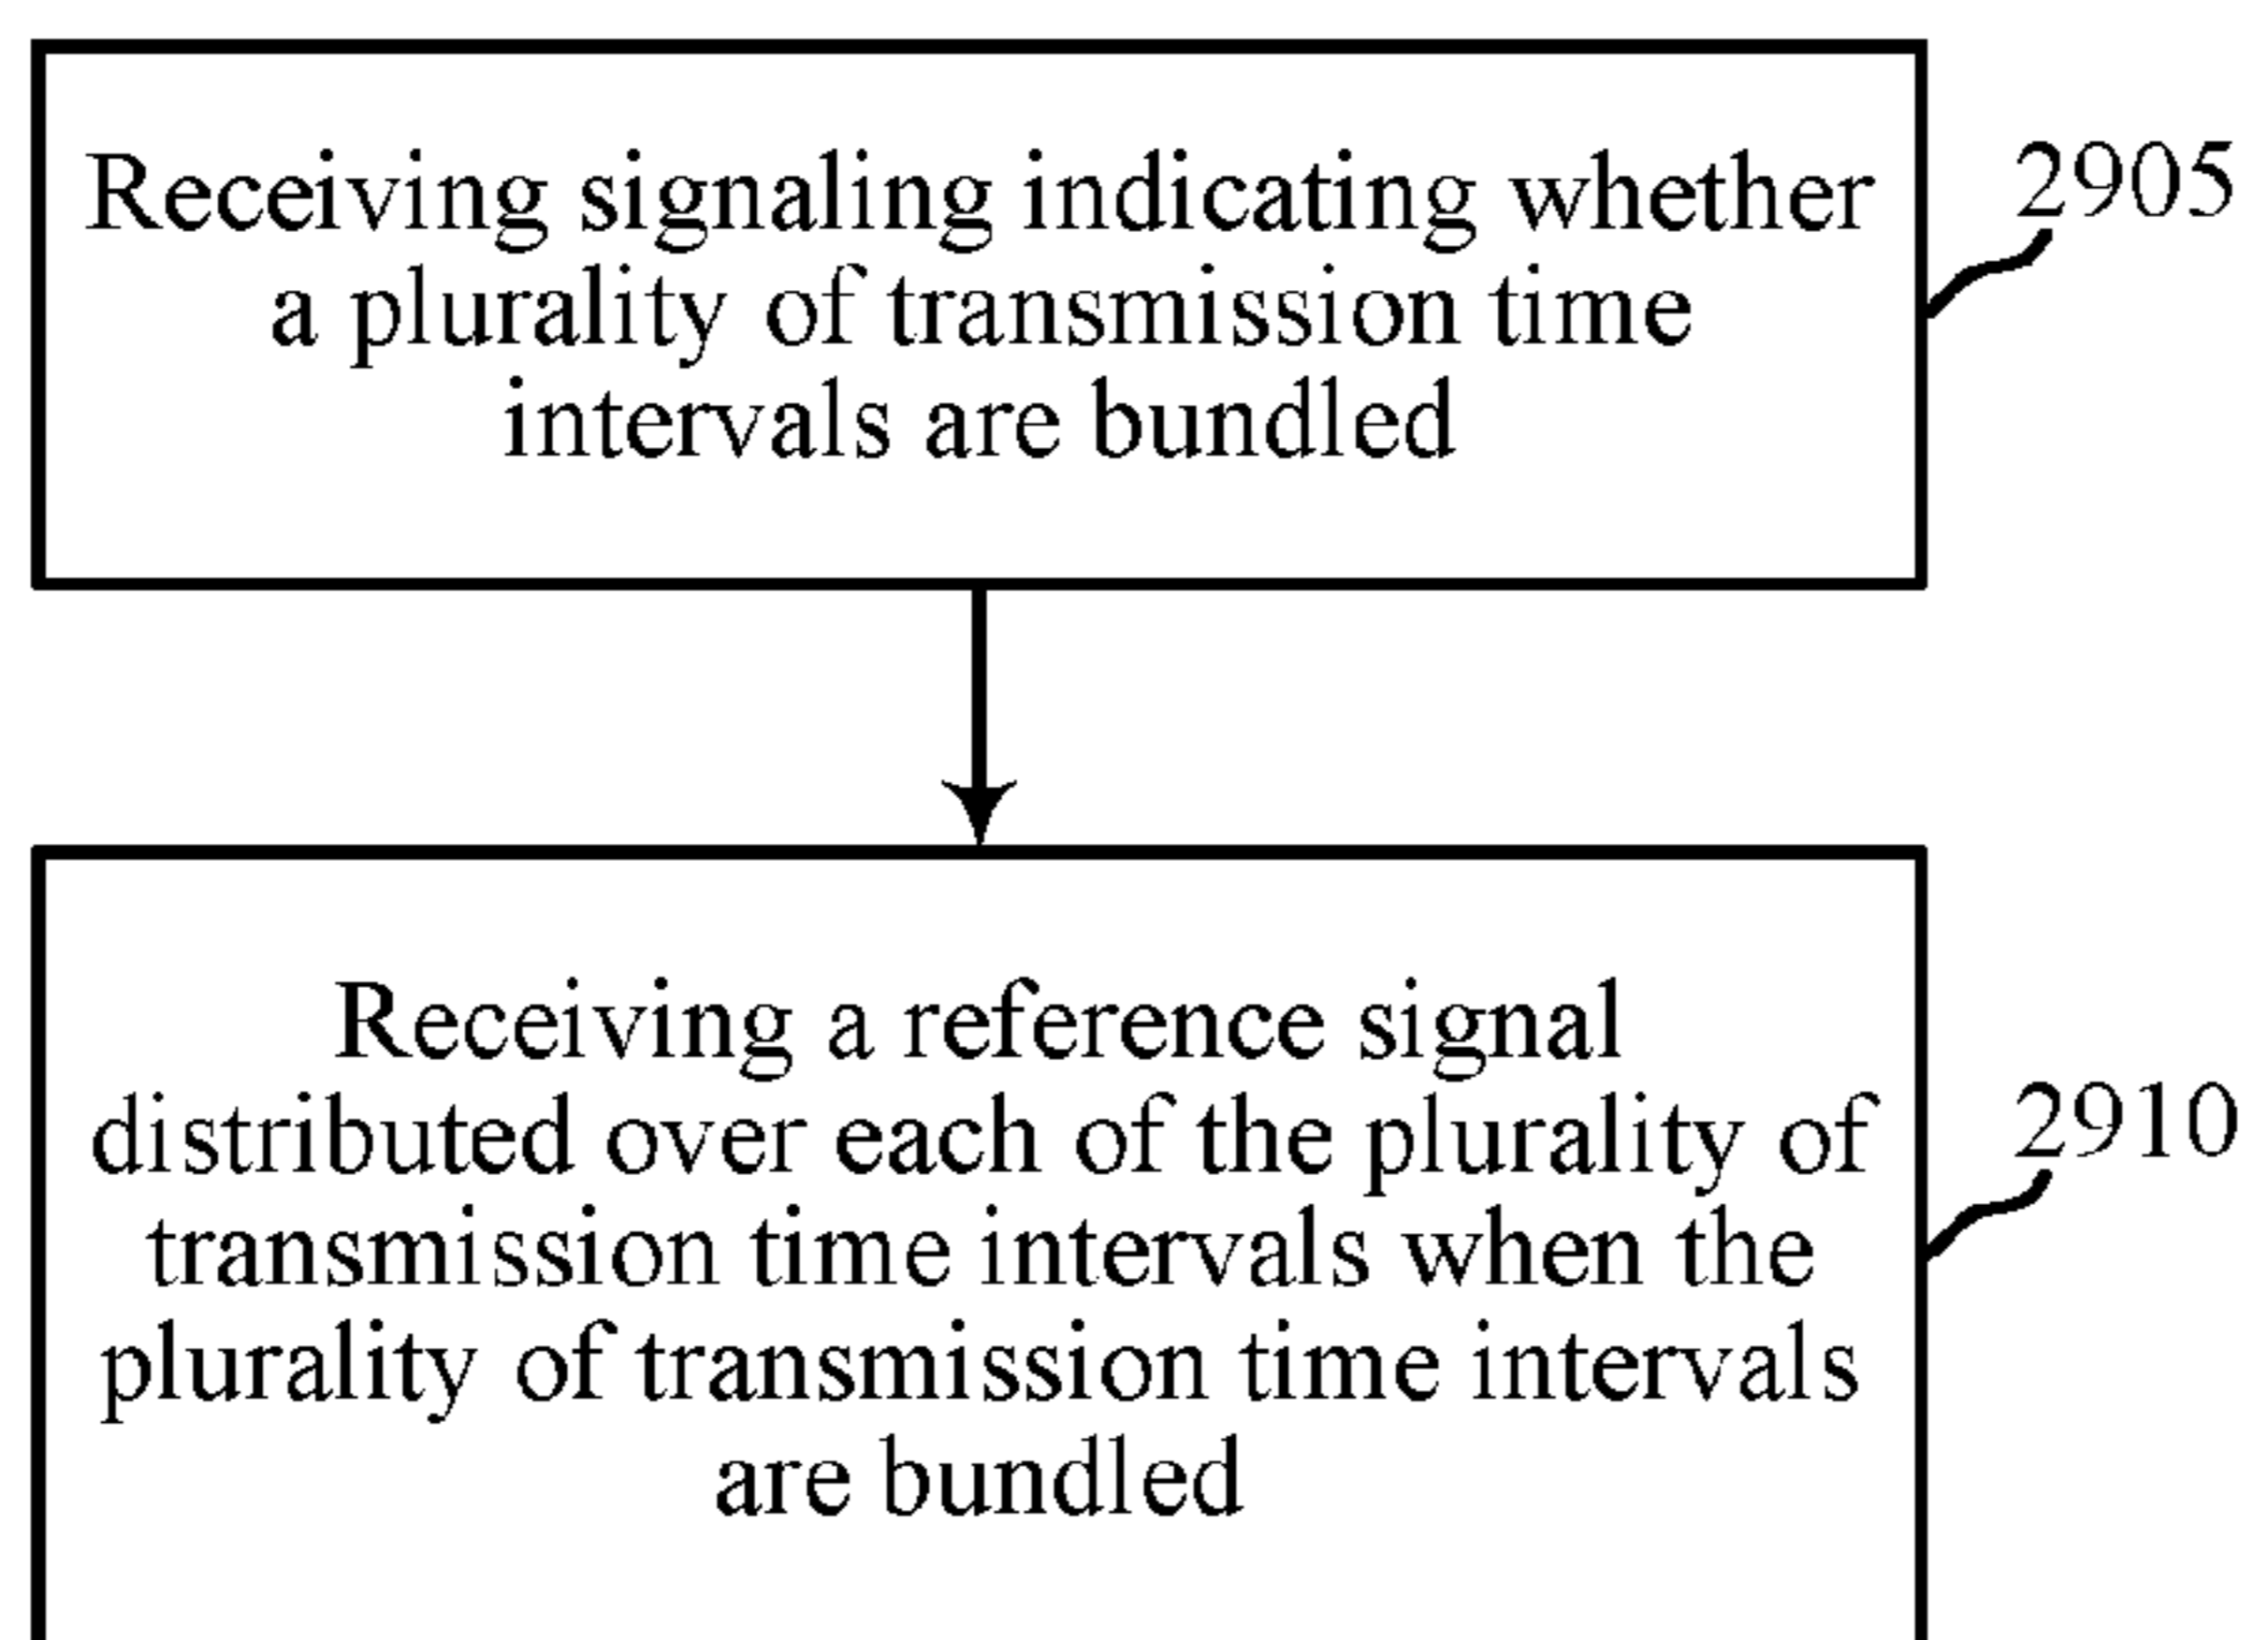 Receiving signaling indicating whether
a plurality of transmission time
intervals are bundled
2905
Receiving a reference signal
distributed over each of the plurality of
transmission time intervals when the
plurality of transmission time intervals
are bundled
2910